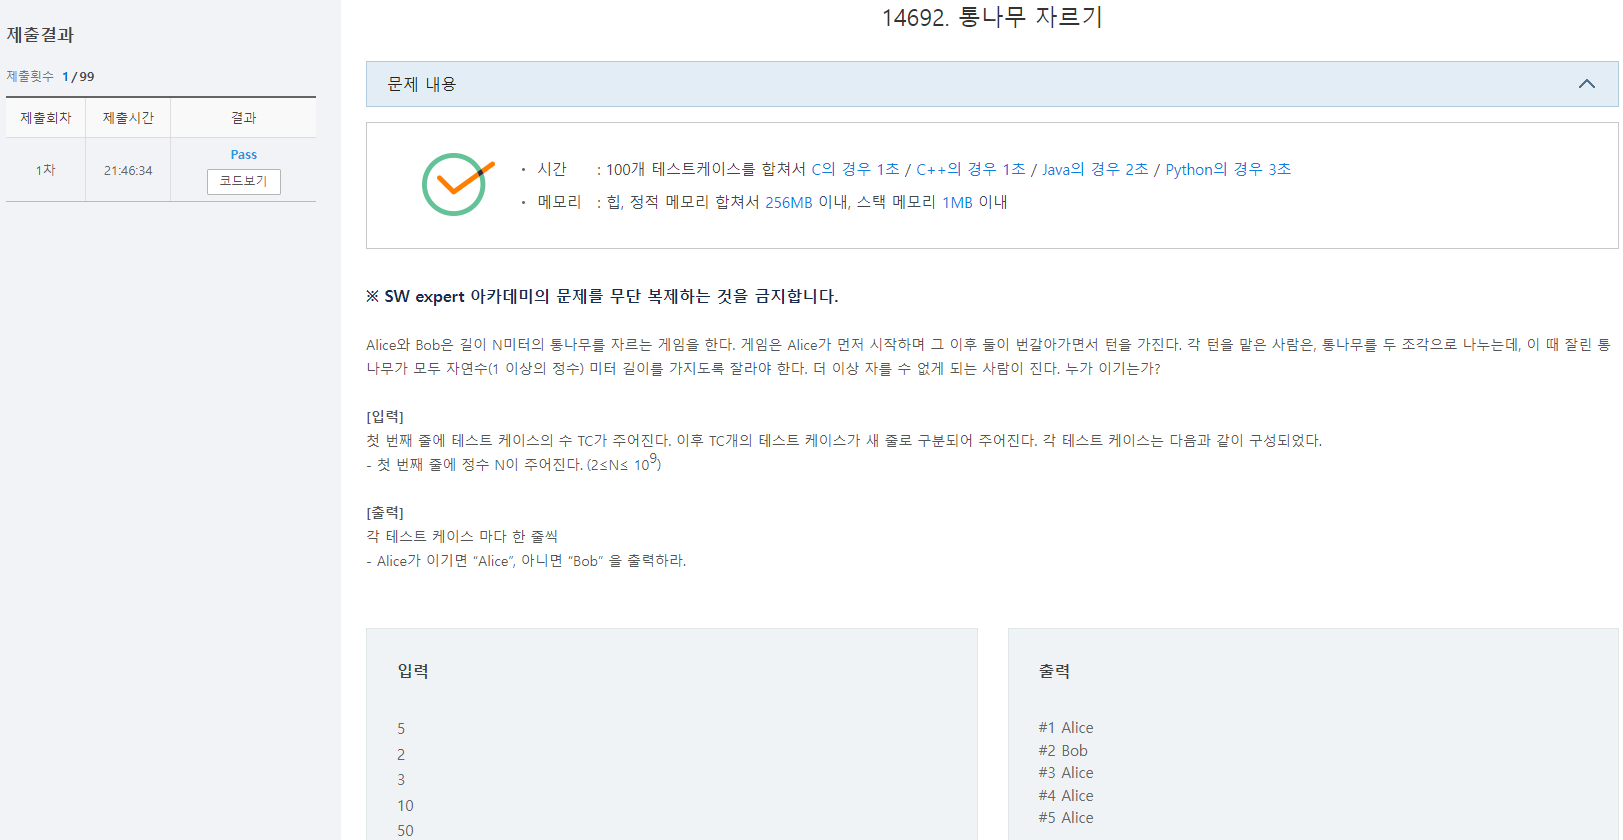 제출결과
제출횟수 1 / 99
제출회차 제출시간 결과
1차 21:46:34 Pass
코드보기
14692. 통나무 자르기
문제 내용
· 시간 : 100개 테스트케이스를 합쳐서 C의 경우 1초 / C++의 경우 1초 / Java의 경우 2초 / Python의 경우 3초
· 메모리 : 힙, 정적 메모리 합쳐서 256MB 이내, 스택 메모리 1MB 이내
※ SW expert 아카데미의 문제를 무단 복제하는 것을 금지합니다.
Alice와 Bob은 길이 N미터의 통나무를 자르는 게임을 한다. 게임은 Alice가 먼저 시작하며 그 이후 둘이 번갈아가면서 턴을 가진다. 각 턴을 맡은 사람은, 통나무를 두 조각으로 나누는데, 이 때 잘린 통
나무가 모두 자연수(1 이상의 정수) 미터 길이를 가지도록 잘라야 한다. 더 이상 자를 수 없게 되는 사람이 진다. 누가 이기는가?
[입력]
첫 번째 줄에 테스트 케이스의 수 TC가 주어진다. 이후 TC개의 테스트 케이스가 새 줄로 구분되어 주어진다. 각 테스트 케이스는 다음과 같이 구성되었다.
- 첫 번째 줄에 정수 N이 주어진다. (2≤N≤ 10⁹)
[출력]
각 테스트 케이스 마다 한 줄씩
- Alice가 이기면 “Alice”, 아니면 “Bob” 을 출력하라.
입력
5
2
3
10
50
출력
#1 Alice
#2 Bob
#3 Alice
#4 Alice
#5 Alice